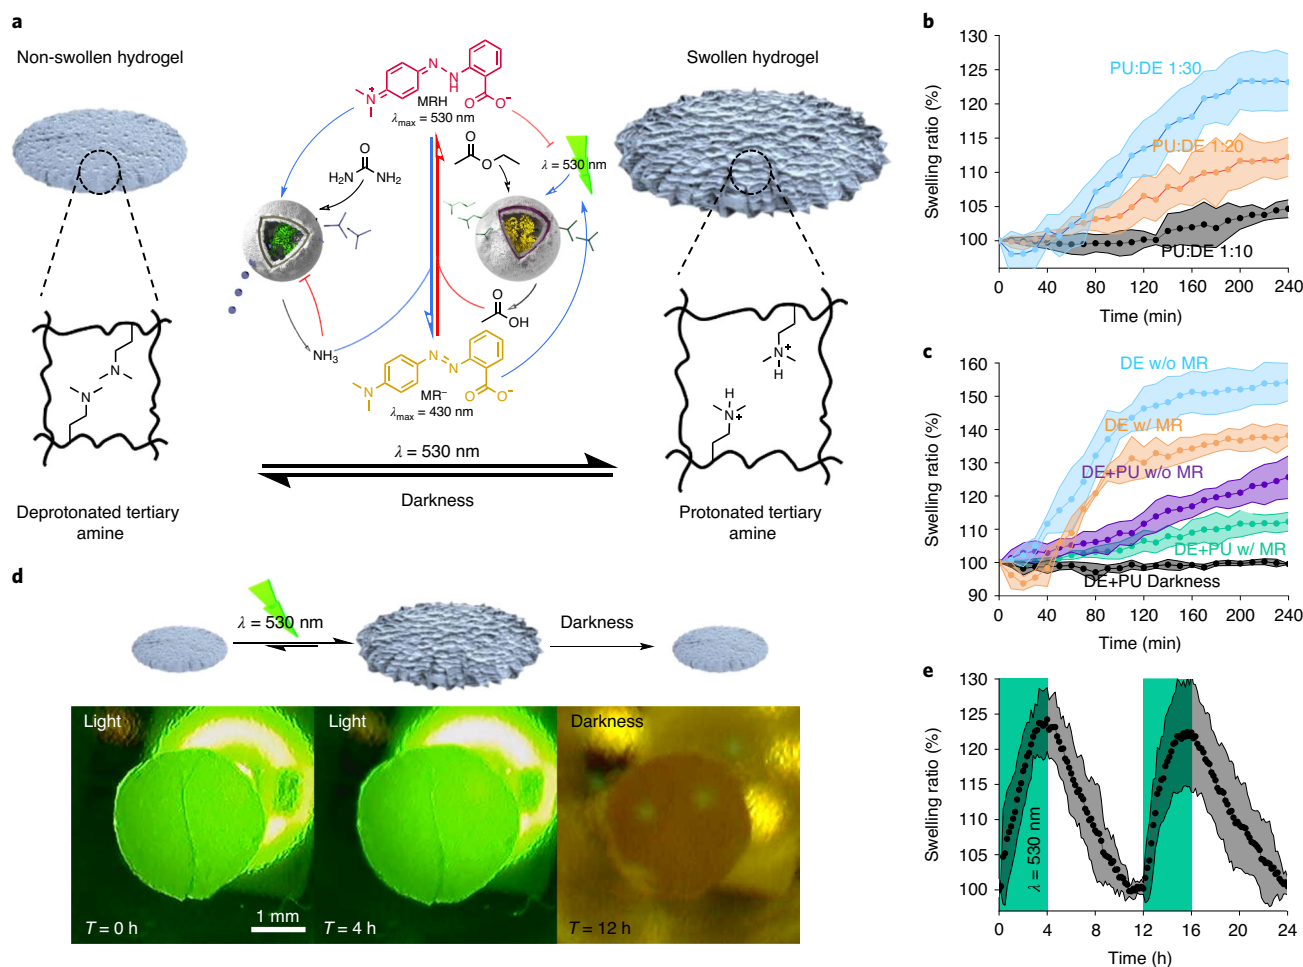 a
Non-swollen hydrogel
Swollen hydrogel
N
N
H
N+
O
O−
MRH
λmax = 530 nm
O
H2N
NH2
O
O
λ = 530 nm
NH3
O
OH
N
N
N
O
O−
MR−
λmax = 430 nm
N
N
N+
H
H
N+
λ = 530 nm
Darkness
Deprotonated tertiary
amine
Protonated tertiary
amine
b
Swelling ratio (%)
130
125
120
115
110
105
100
PU:DE 1:30
PU:DE 1:20
PU:DE 1:10
0
40
80
120
160
200
240
Time (min)
c
Swelling ratio (%)
160
150
140
130
120
110
100
90
DE w/o MR
DE w/ MR
DE+PU w/o MR
DE+PU w/ MR
DE+PU Darkness
0
40
80
120
160
200
240
Time (min)
d
λ = 530 nm
Darkness
Light
T = 0 h
1 mm
Light
T = 4 h
Darkness
T = 12 h
e
Swelling ratio (%)
130
125
120
115
110
105
100
λ = 530 nm
0
4
8
12
16
20
24
Time (h)